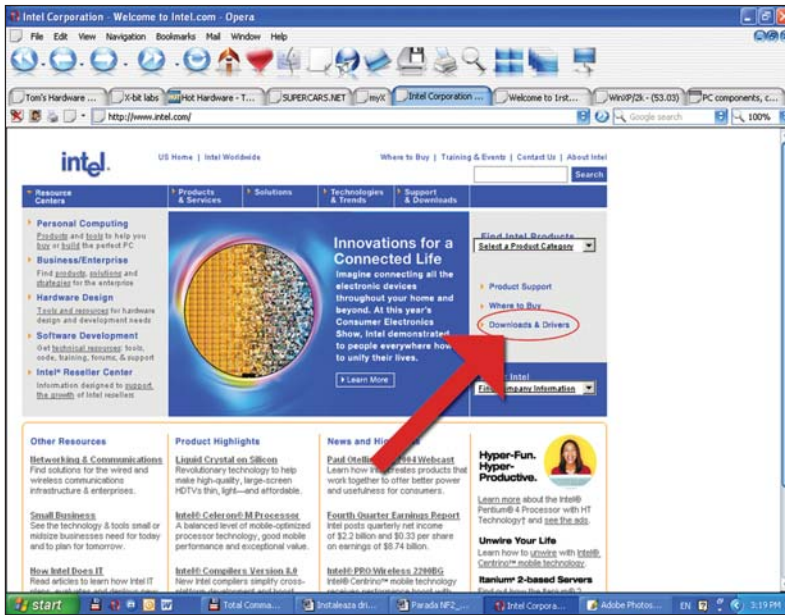 Intel Corporation - Welcome to Intel.com - Opera
File Edit View Navigation Bookmarks Mail Window Help
Tom's Hardware ... X-bit labs Hot Hardware - T... SUPERCARS.NET myX Intel Corporation ... Welcome to 1rst... WinXP/2k - (53.03) PC components, c...
http://www.intel.com/ Google search 100%
intel.
US Home | Intel Worldwide
Where to Buy | Training & Events | Contact Us | About Intel
Search
Resource Centers
Products & Services
Solutions
Technologies & Trends
Support & Downloads
Personal Computing
Products and tools to help you
buy or build the perfect PC
Business/Enterprise
Find products, solutions and
strategies for the enterprise
Hardware Design
Tools and resources for hardware
design and development needs
Software Development
Get technical resources: tools,
code, training, forums, & support
Intel® Reseller Center
Information designed to support
the growth of Intel resellers
Innovations for a
Connected Life
Imagine connecting all the
electronic devices
throughout your home and
beyond. At this year's
Consumer Electronics
Show, Intel demonstrated
to people everywhere how
to unify their lives.
Learn More
Find Intel Products
Select a Product Category
Product Support
Where to Buy
Downloads & Drivers
Intel
Company Information
Other Resources
Networking & Communications
Find solutions for the wired and
wireless communications
infrastructure & enterprises.
Small Business
See the technology & tools small or
midsize businesses need for today
and to plan for tomorrow.
How Intel Does IT
Read articles to learn how Intel IT
Product Highlights
Liquid Crystal on Silicon
Revolutionary technology to help
make high-quality, large-screen
HDTVs thin, light—and affordable.
Intel® Celeron® M Processor
A balanced level of mobile-optimized
processor technology, good mobile
performance and exceptional value.
Intel® Compilers Version 8.0
New Intel compilers simplify cross-
News and
Paul 2004 Webcast
Learn how creates products that
work together to offer better power
and usefulness for consumers.
Fourth Quarter Earnings Report
Intel posts quarterly net income
of $2.2 billion and $0.33 per share
on earnings of $8.74 billion.
Intel® PRO/Wireless 2200BG
Intel® Centrino™ mobile technology
Hyper-Fun.
Hyper-
Productive.
Learn more about the Intel®
Pentium® 4 Processor with HT
Technology† and see the ads.
Unwire Your Life
Learn how to unwire with Intel®
Centrino™ mobile technology.
Itanium® 2-based Servers
start Total Comma... Instaleaza dri... Parada NF2_... Intel Corpora... Adobe Photos... EN 3:19PM